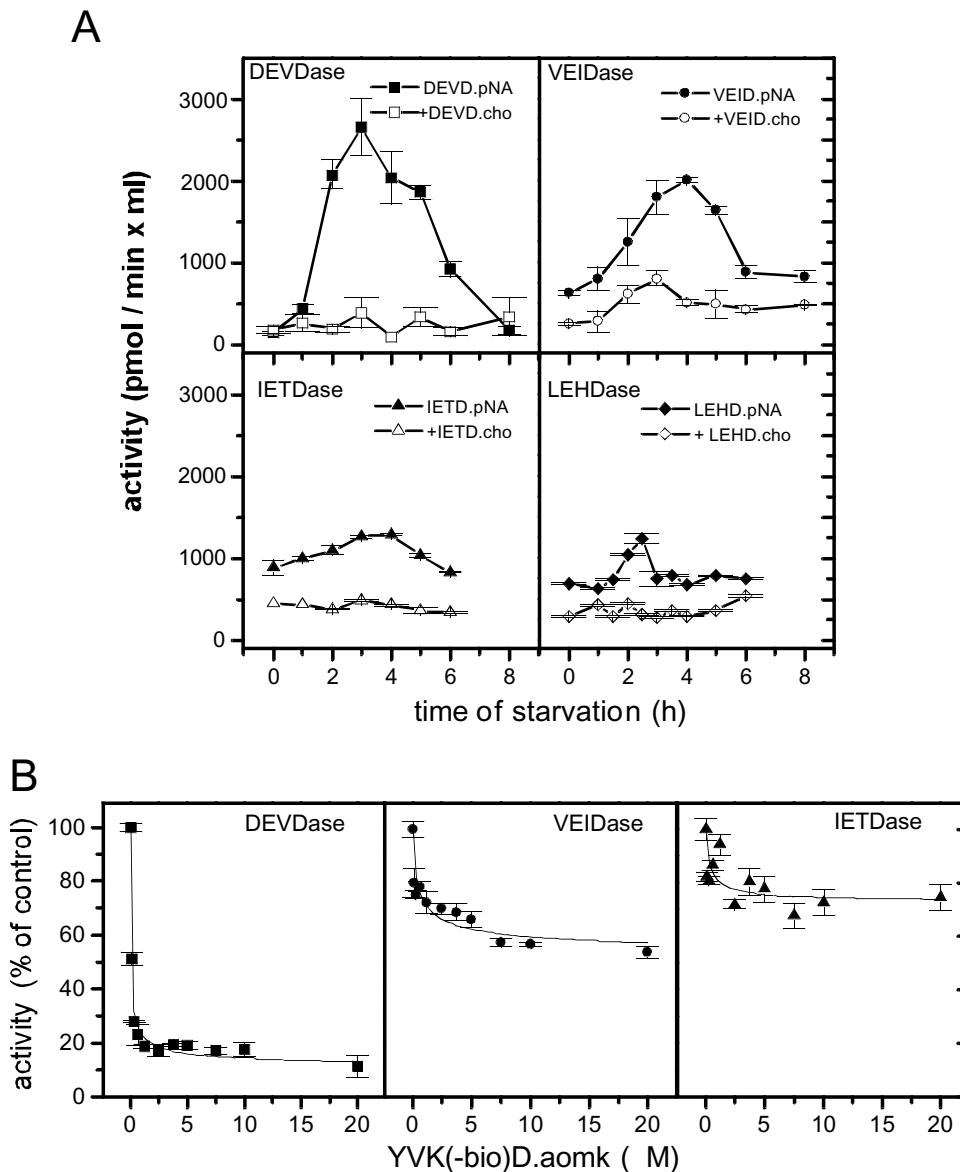 A
DEVDase
DEVD.pNA
+DEVD.cho
VEIDase
VEID.pNA
+VEID.cho
3000
2000
1000
0
IETDase
IETD.pNA
+IETD.cho
LEHDase
LEHD.pNA
+ LEHD.cho
3000
2000
1000
0
activity (pmol / min x ml)
0 2 4 6 8 0 2 4 6 8
time of starvation (h)
B
DEVDase
VEIDase
IETDase
100
80
60
40
20
0
activity (% of control)
0 5 10 15 20 0 5 10 15 20 0 5 10 15 20
YVK(-bio)D.aomk ( M)